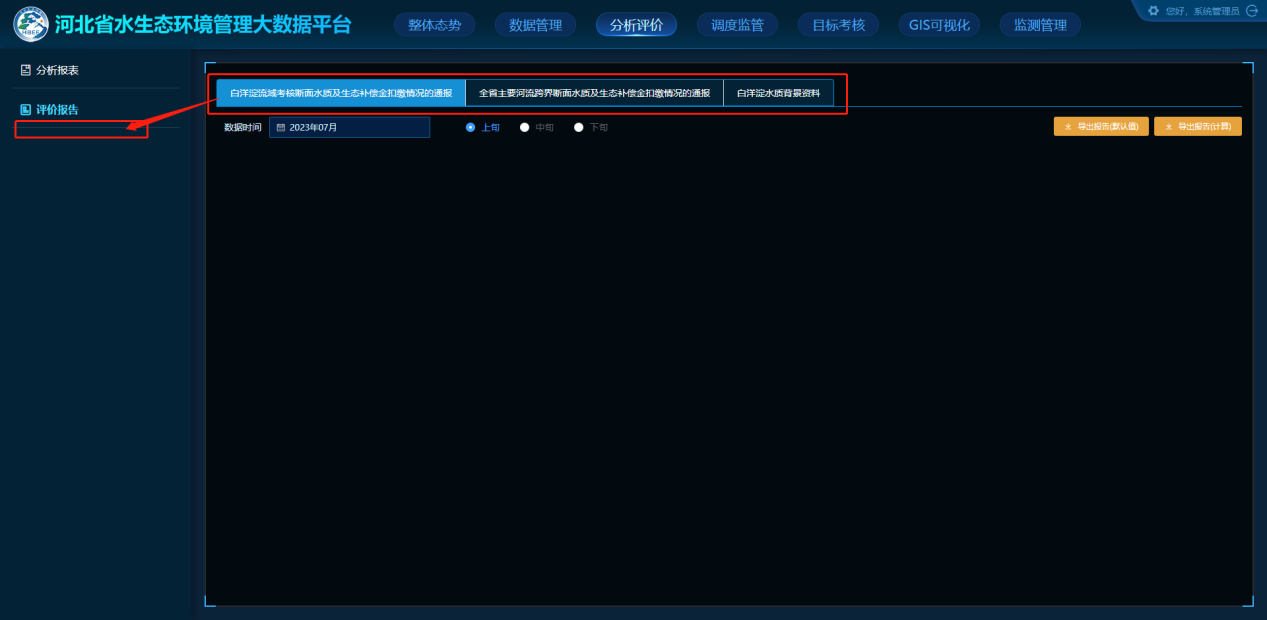 HBEE
河北省水生态环境管理大数据平台
整体态势
数据管理
分析评价
调度监管
目标考核
GIS可视化
监测管理
您好，系统管理员
分析报表
评价报告
白洋淀流域考核断面水质及生态补偿金扣缴情况的通报
全省主要河流跨界断面水质及生态补偿金扣缴情况的通报
白洋淀水质背景资料
数据时间
2023年07月
上旬
中旬
下旬
导出报告(默认值)
导出报告(计算)